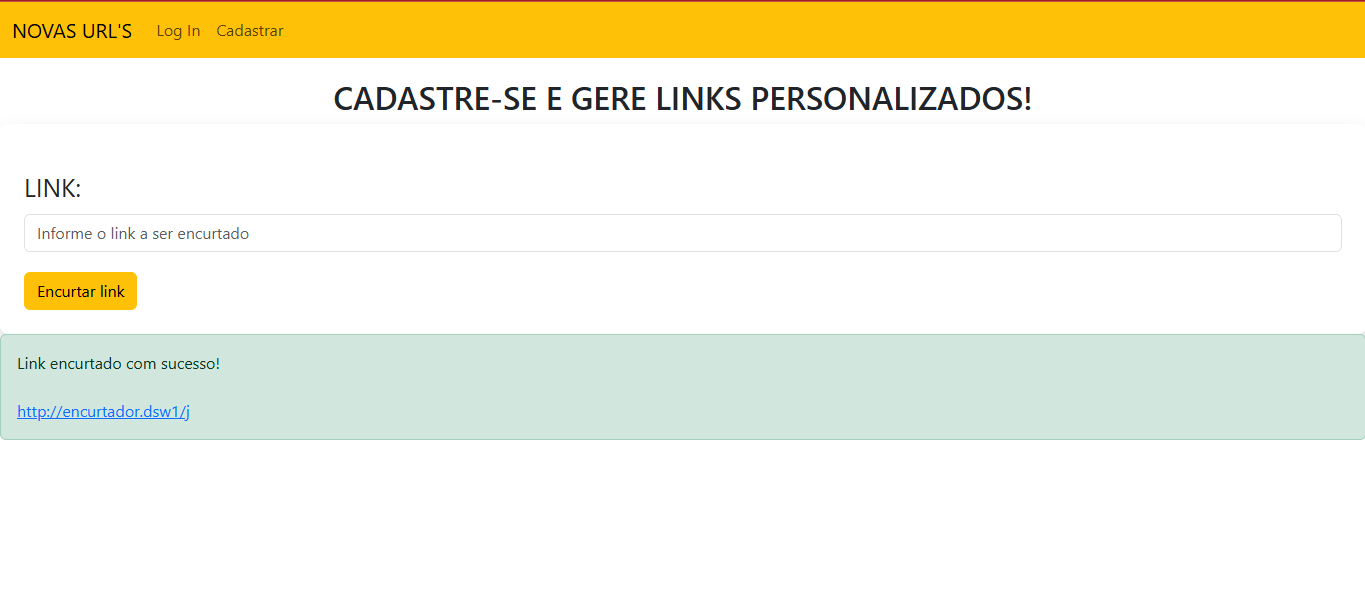 NOVAS URL'S Log In Cadastrar
CADASTRE-SE E GERE LINKS PERSONALIZADOS!
LINK:
Informe o link a ser encurtado
Encurtar link
Link encurtado com sucesso!
http://encurtador.dsw1/j